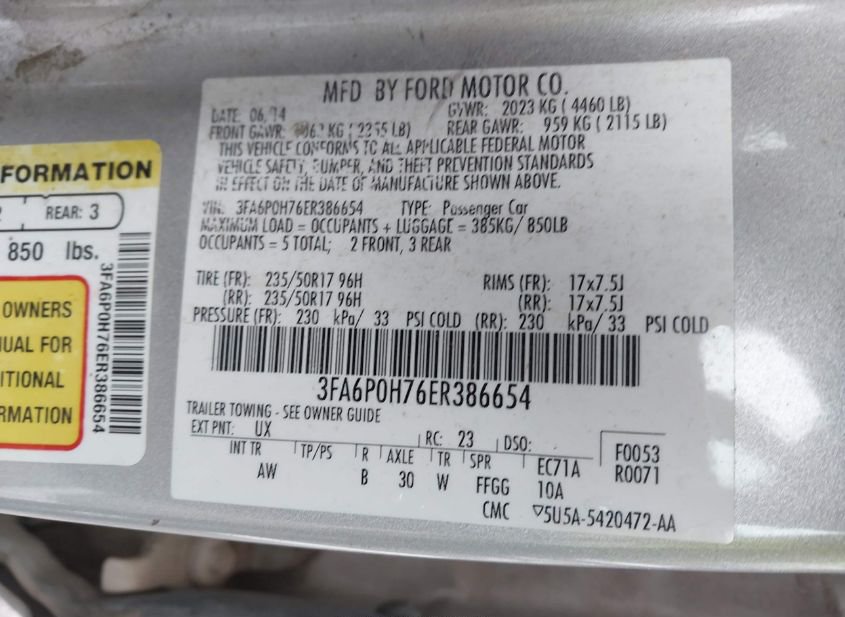 FORMATION
REAR: 3
850 lbs.
3FA6P0H76ER386654
OWNERS
UAL FOR
ITIONAL
RMATION
MFD BY FORD MOTOR CO.
DATE: 06/14
GVWR: 2023 KG ( 4460 LB)
FRONT GAWR: KG ( LB)
REAR GAWR: 959 KG ( 2115 LB)
THIS VEHICLE CONFORMS TO ALL APPLICABLE FEDERAL MOTOR
VEHICLE SAFETY, BUMPER, AND THEFT PREVENTION STANDARDS
IN EFFECT ON THE DATE OF MANUFACTURE SHOWN ABOVE.
VIN: 3FA6P0H76ER386654 TYPE: Passenger Car
MAXIMUM LOAD = OCCUPANTS + LUGGAGE = 385KG/ 850LB
OCCUPANTS = 5 TOTAL; 2 FRONT, 3 REAR
TIRE (FR): 235/50R17 96H RIMS (FR): 17x7.5J
(RR): 235/50R17 96H (RR): 17x7.5J
PRESSURE (FR): 230 kPa/ 33 PSI COLD (RR): 230 kPa/ 33 PSI COLD
3FA6P0H76ER386654
TRAILER TOWING - SEE OWNER GUIDE
EXT PNT: UX RC: 23 DSO: F0053
INT TR TP/PS R AXLE TR SPR EC71A R0071
AW B 30 W FFGG 10A
CMC ▽5U5A-5420472-AA